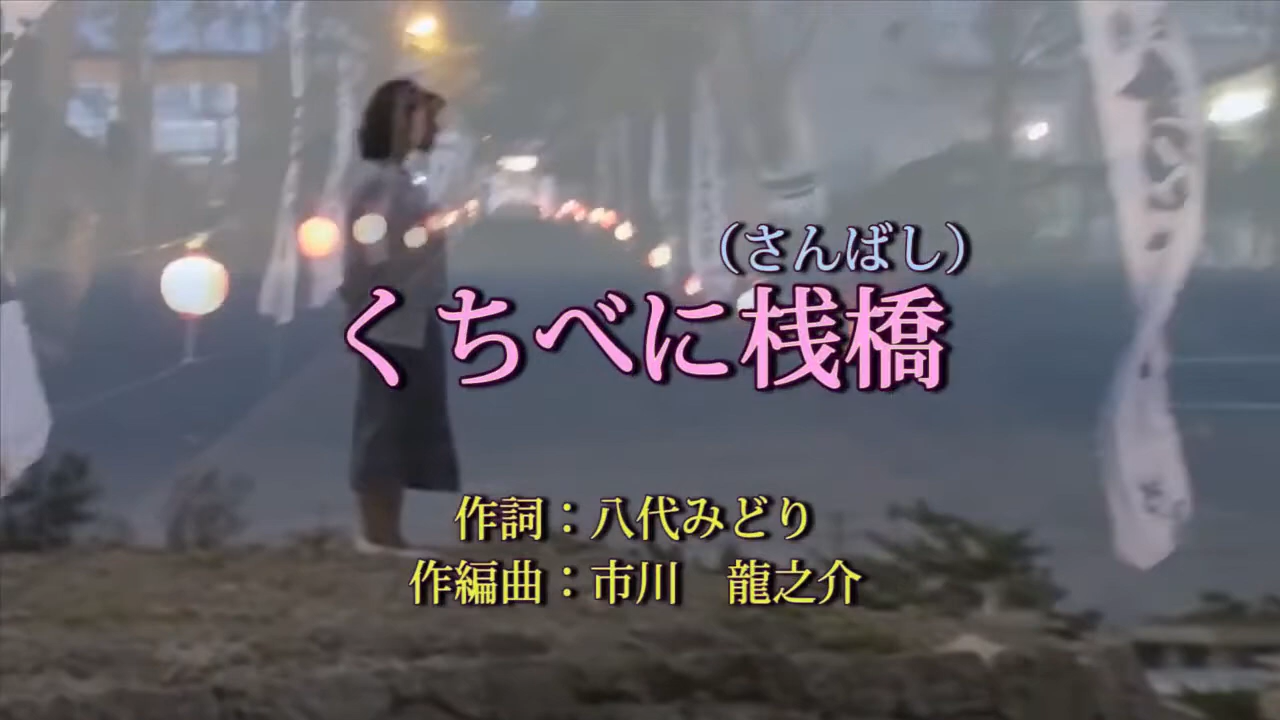 （さんばし）
くちべに桟橋
作詞：八代みどり
作編曲：市川　龍之介